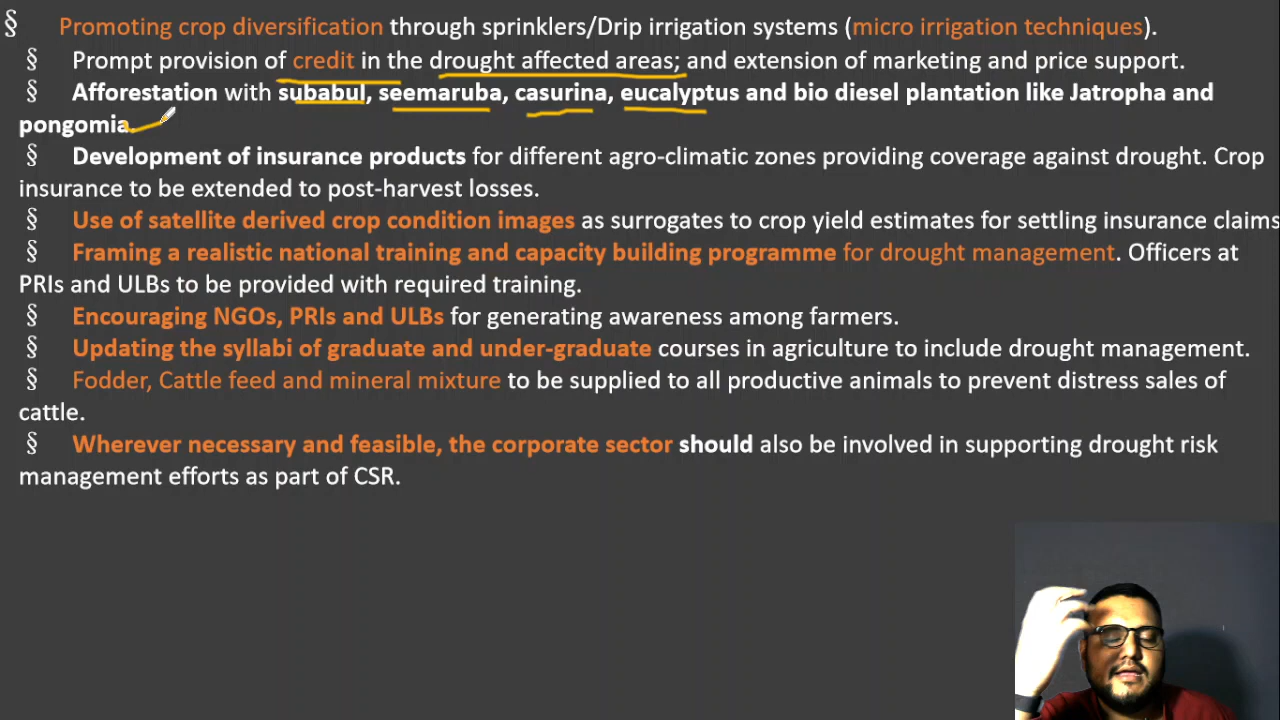 § Promoting crop diversification through sprinklers/Drip irrigation systems (micro irrigation techniques).
§ Prompt provision of credit in the drought affected areas; and extension of marketing and price support.
§ Afforestation with subabul, seemaruba, casurina, eucalyptus and bio diesel plantation like Jatropha and
pongomia.
§ Development of insurance products for different agro-climatic zones providing coverage against drought. Crop
insurance to be extended to post-harvest losses.
§ Use of satellite derived crop condition images as surrogates to crop yield estimates for settling insurance claims
§ Framing a realistic national training and capacity building programme for drought management. Officers at
PRIs and ULBs to be provided with required training.
§ Encouraging NGOs, PRIs and ULBs for generating awareness among farmers.
§ Updating the syllabi of graduate and under-graduate courses in agriculture to include drought management.
§ Fodder, Cattle feed and mineral mixture to be supplied to all productive animals to prevent distress sales of
cattle.
§ Wherever necessary and feasible, the corporate sector should also be involved in supporting drought risk
management efforts as part of CSR.